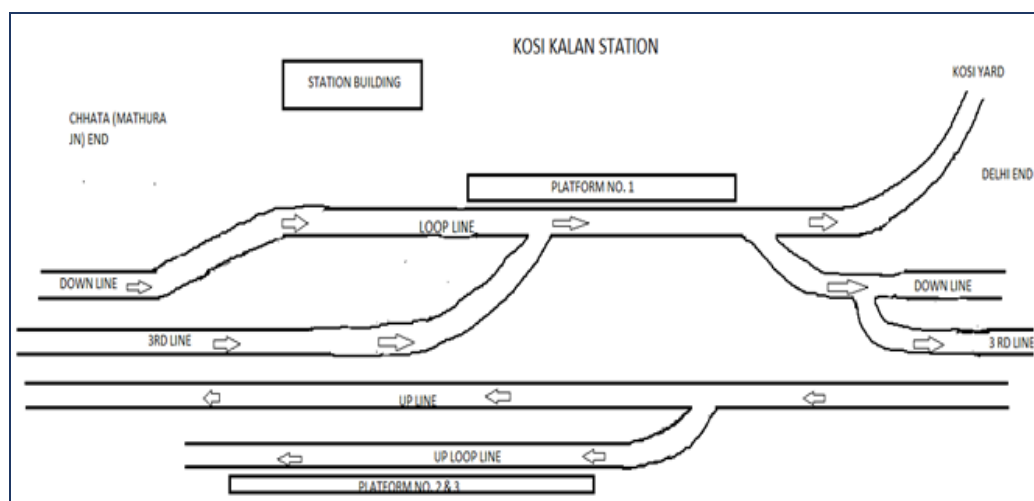 KOSI KALAN STATION
STATION BUILDING
KOSI YARD
CHHATA (MATHURA
JN) END
DELHI END
PLATFORM NO. 1
LOOP LINE
DOWN LINE
DOWN LINE
3RD LINE
3 RD LINE
UP LINE
UP LOOP LINE
PLATFORM NO. 2 & 3